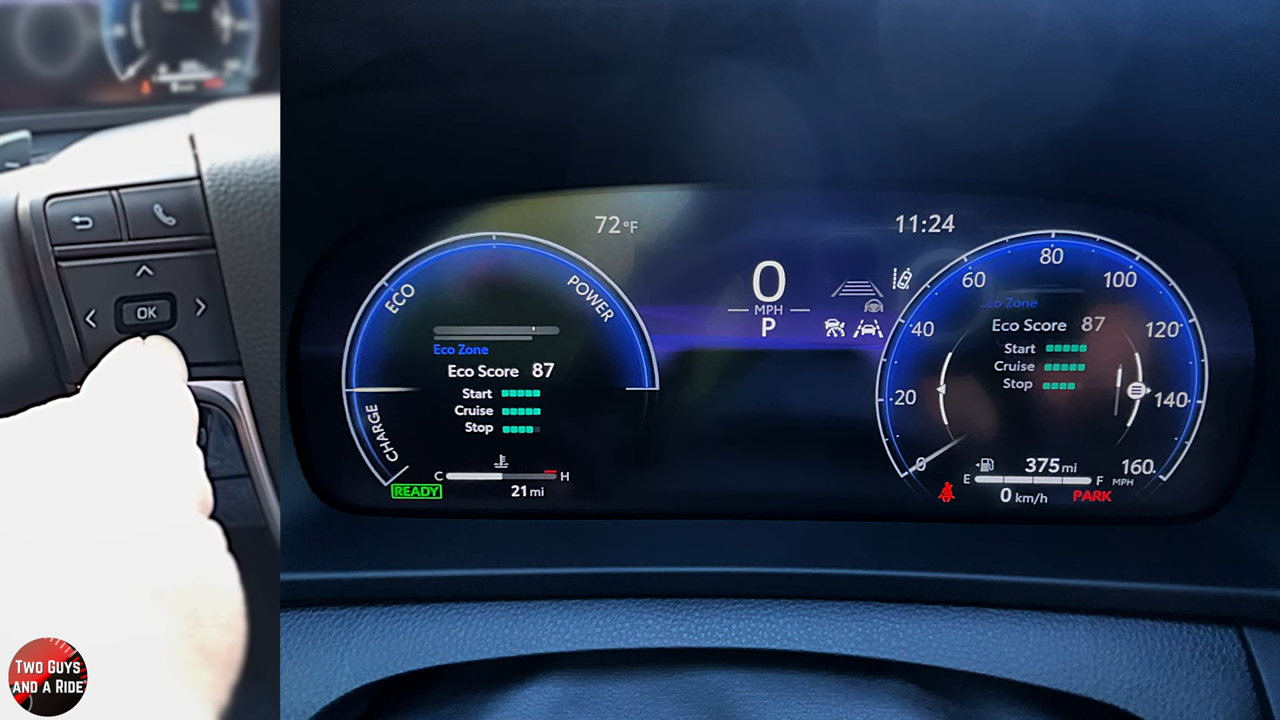 OK
TWO GUYS
AND A RIDE
72°F
11:24
ECO
POWER
CHARGE
Eco Zone
Eco Score 87
Start
Cruise
Stop
C
H
READY
21 mi
0
MPH
P
0
20
40
60
80
100
120
140
160
MPH
Eco Zone
Eco Score 87
Start
Cruise
Stop
375 mi
E
F
0 km/h
PARK